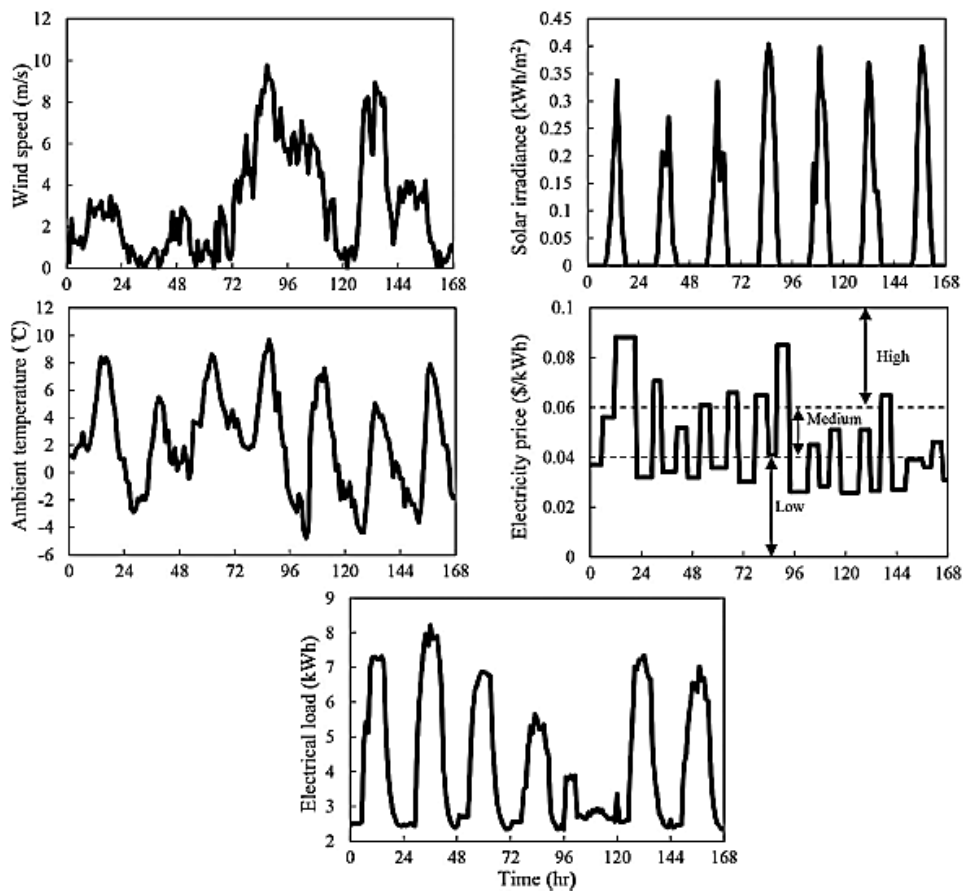 Wind speed (m/s)
12
10
8
6
4
2
0
0 24 48 72 96 120 144 168
Solar irradiance (kWh/m²)
0.45
0.4
0.35
0.3
0.25
0.2
0.15
0.1
0.05
0
0 24 48 72 96 120 144 168
Ambient temperature (℃)
12
10
8
6
4
2
0
-2
-4
-6
0 24 48 72 96 120 144 168
Electricity price ($/kWh)
0.1
0.08
0.06
0.04
0.02
0
High
Medium
Low
0 24 48 72 96 120 144 168
Electrical load (kWh)
9
8
7
6
5
4
3
2
0 24 48 72 96 120 144 168
Time (hr)